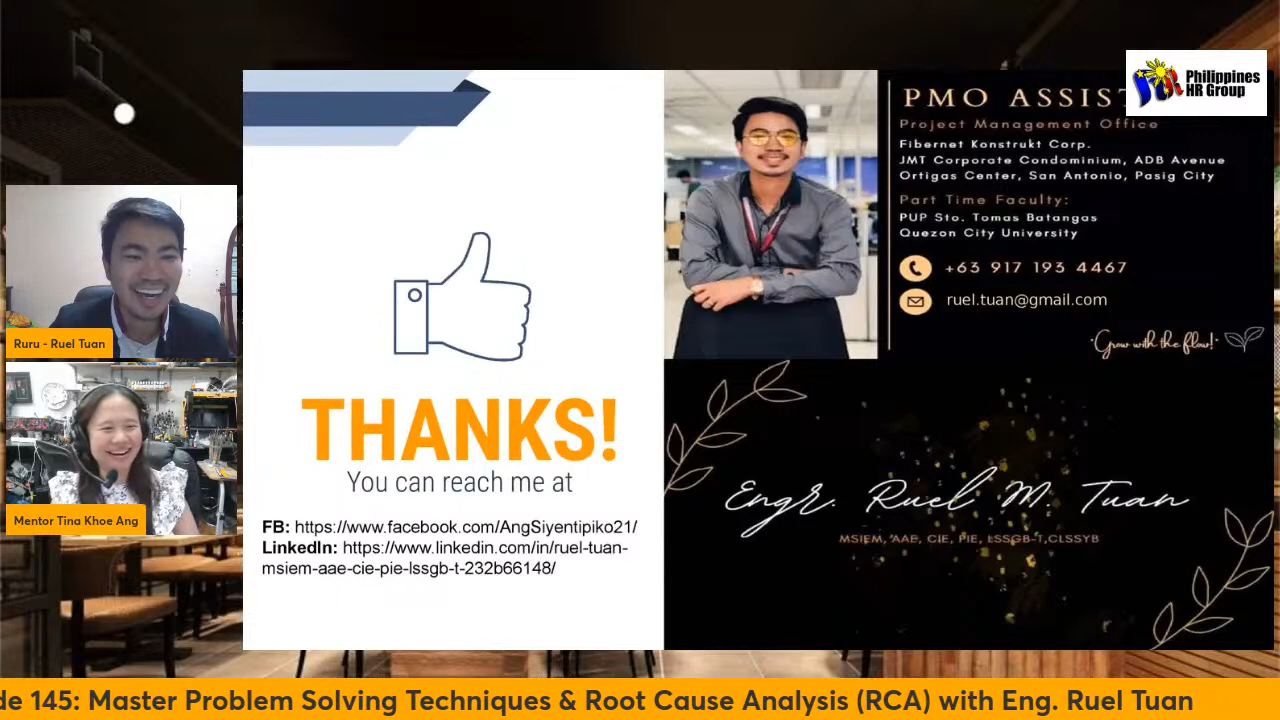 Philippines
HR Group
PMO ASSIST
Project Management Office
Fibernet Konstrukt Corp.
JMT Corporate Condominium, ADB Avenue
Ortigas Center, San Antonio, Pasig City
Part Time Faculty:
PUP Sto. Tomas Batangas
Quezon City University
+63 917 193 4467
ruel.tuan@gmail.com
"Grow with the flow!"
Ruru - Ruel Tuan
Mentor Tina Khoe Ang
THANKS!
You can reach me at
FB: https://www.facebook.com/AngSiyentipiko21/
LinkedIn: https://www.linkedin.com/in/ruel-tuan-
msiem-aae-cie-pie-lssgb-t-232b66148/
Engr. Ruel M. Tuan
MSIEM, AAE, CIE, PIE, LSSGB-T,CLSSYB
de 145: Master Problem Solving Techniques & Root Cause Analysis (RCA) with Eng. Ruel Tuan